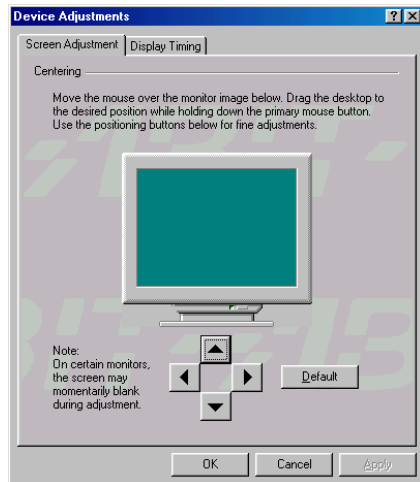 Device Adjustments
Screen Adjustment Display Timing
Centering
Move the mouse over the monitor image below. Drag the desktop to
the desired position while holding down the primary mouse button.
Use the positioning buttons below for fine adjustments.
Note:
On certain monitors,
the screen may
momentarily blank
during adjustment.
Default
OK Cancel Apply